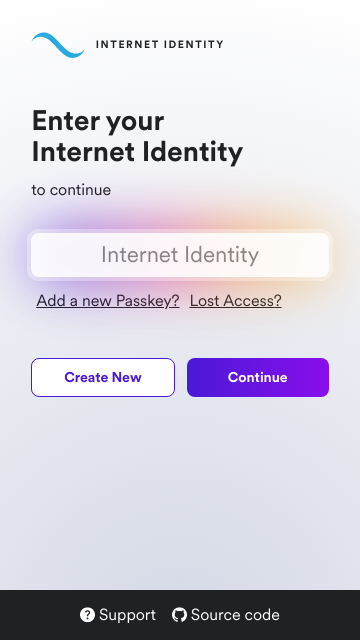 INTERNET IDENTITY
Enter your
Internet Identity
to continue
Internet Identity
Add a new Passkey? Lost Access?
Create New Continue
Support Source code